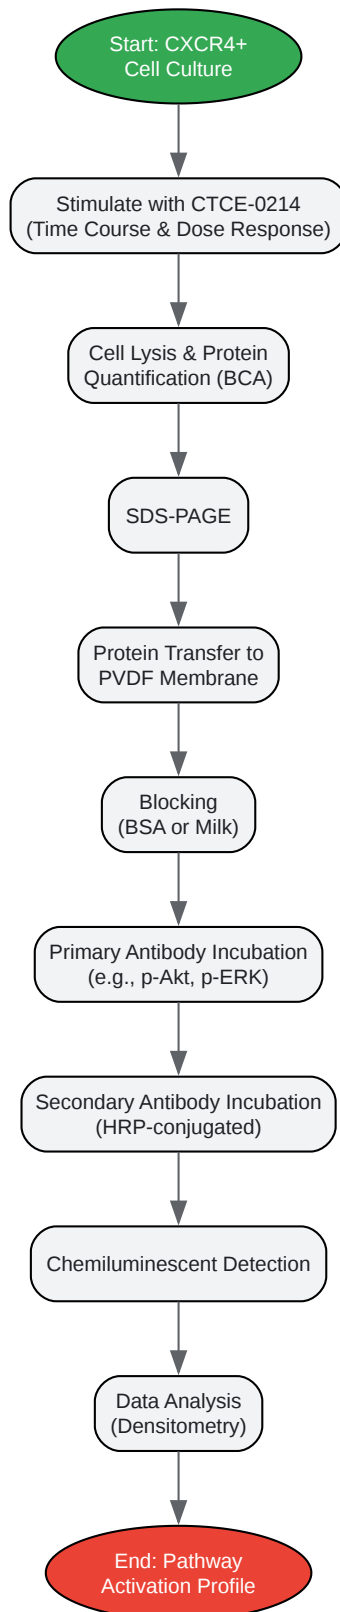 Start: CXCR4+
Cell Culture
Stimulate with CTCE-0214
(Time Course & Dose Response)
Cell Lysis & Protein
Quantification (BCA)
SDS-PAGE
Protein Transfer to
PVDF Membrane
Blocking
(BSA or Milk)
Primary Antibody Incubation
(e.g., p-Akt, p-ERK)
Secondary Antibody Incubation
(HRP-conjugated)
Chemiluminescent Detection
Data Analysis
(Densitometry)
End: Pathway
Activation Profile